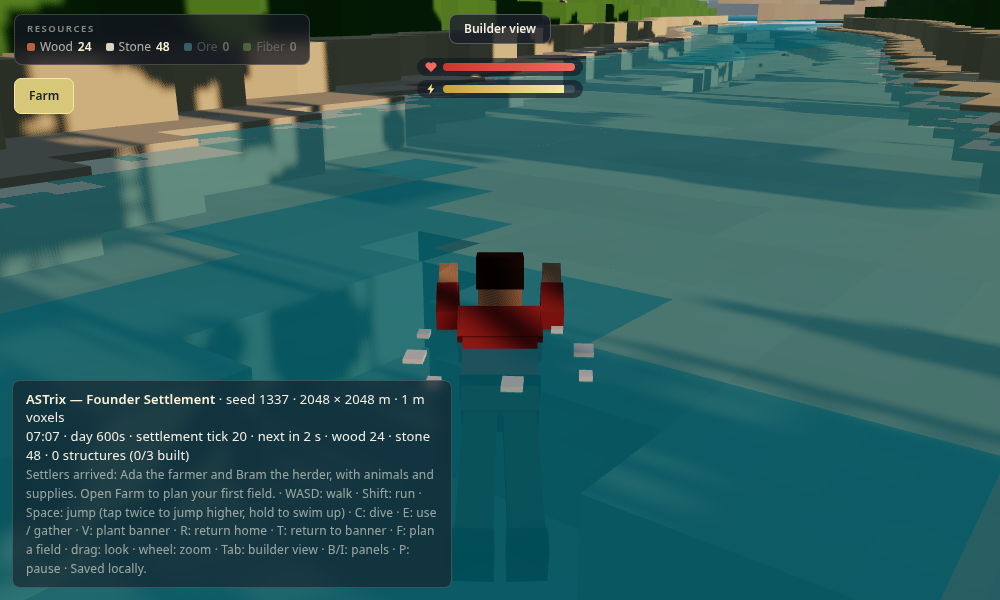 RESOURCES
Wood 24 Stone 48 Ore 0 Fiber 0
Builder view
Farm
ASTrix — Founder Settlement · seed 1337 · 2048 × 2048 m · 1 m
voxels
07:07 · day 600s · settlement tick 20 · next in 2 s · wood 24 · stone
48 · 0 structures (0/3 built)
Settlers arrived: Ada the farmer and Bram the herder, with animals and
supplies. Open Farm to plan your first field. · WASD: walk · Shift: run ·
Space: jump (tap twice to jump higher, hold to swim up) · C: dive · E: use
/ gather · V: plant banner · R: return home · T: return to banner · F: plan
a field · drag: look · wheel: zoom · Tab: builder view · B/I: panels · P:
pause · Saved locally.